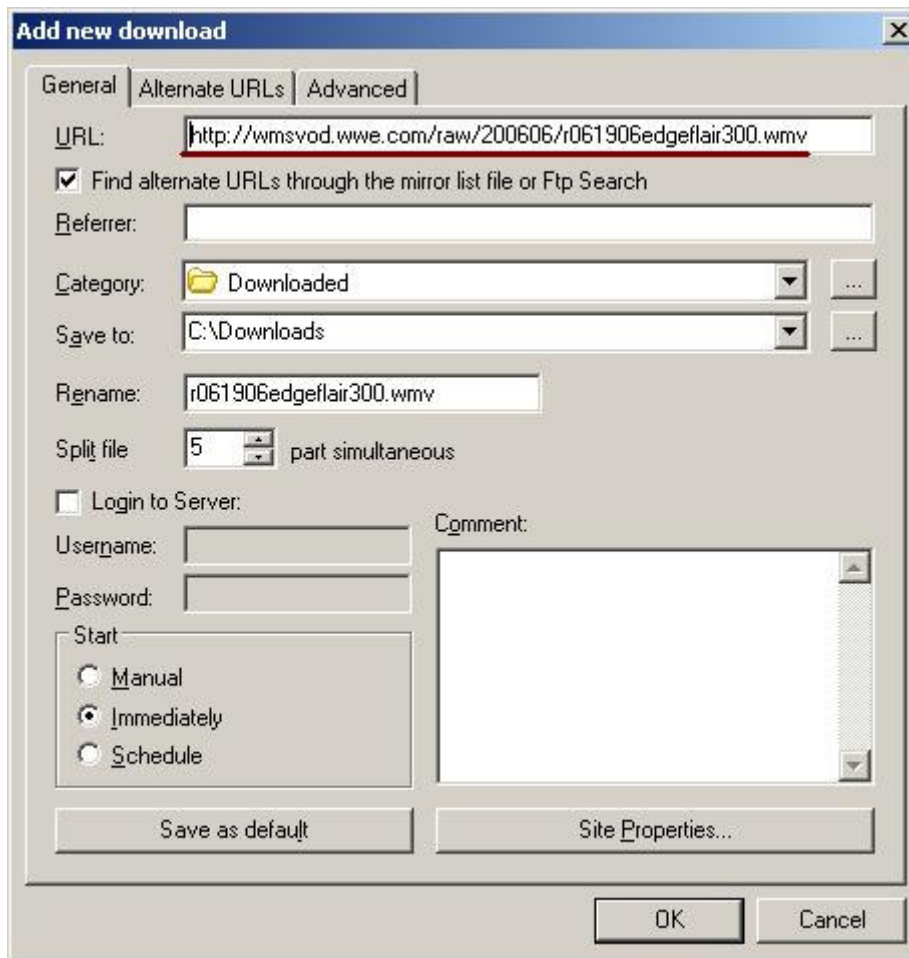 Add new download
General Alternate URLs Advanced
URL: http://wmsvod.wwe.com/raw/200606/r061906edgeflair300.wmv
Find alternate URLs through the mirror list file or Ftp Search
Referrer:
Category: Downloaded ...
Save to: C:\Downloads ...
Rename: r061906edgeflair300.wmv
Split file 5 part simultaneous
Login to Server:
Username:
Password:
Comment:
Start
Manual
Immediately
Schedule
Save as default Site Properties...
OK Cancel